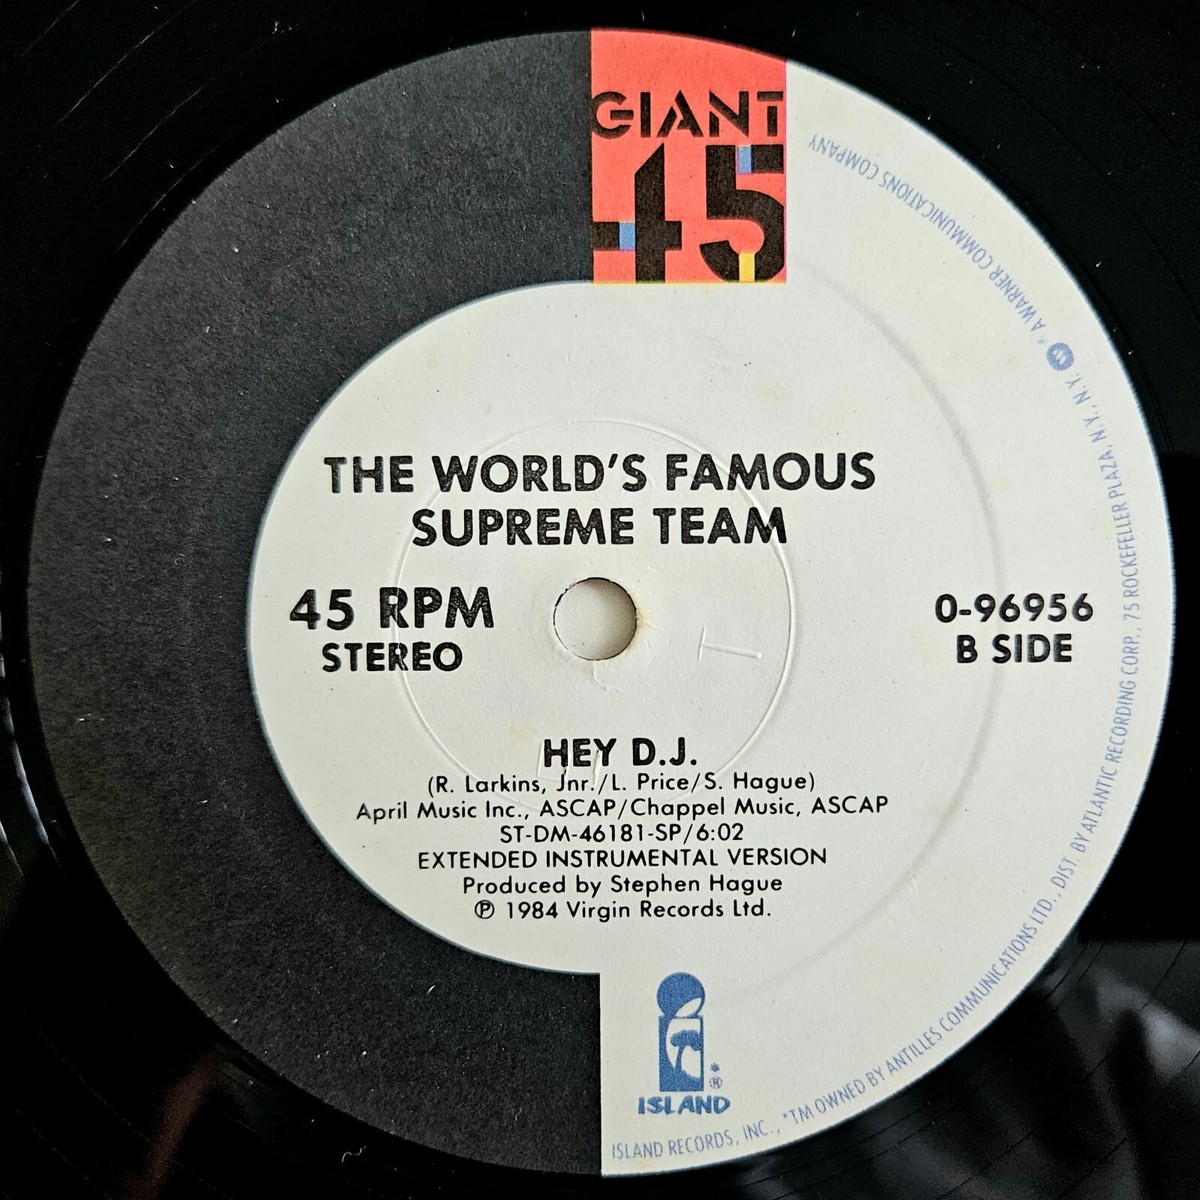 GIANT
45
THE WORLD'S FAMOUS
SUPREME TEAM
45 RPM
STEREO
0-96956
B SIDE
HEY D.J.
(R. Larkins, Jnr./L. Price/S. Hague)
April Music Inc., ASCAP/Chappel Music, ASCAP
ST-DM-46181-SP/6:02
EXTENDED INSTRUMENTAL VERSION
Produced by Stephen Hague
℗ 1984 Virgin Records Ltd.
*
®
ISLAND
ISLAND RECORDS, INC., *TM OWNED BY ANTILLES COMMUNICATIONS LTD., DIST. BY ATLANTIC RECORDING CORP., 75 ROCKEFELLER PLAZA, N.Y., N.Y. W ® A WARNER COMMUNICATIONS COMPANY